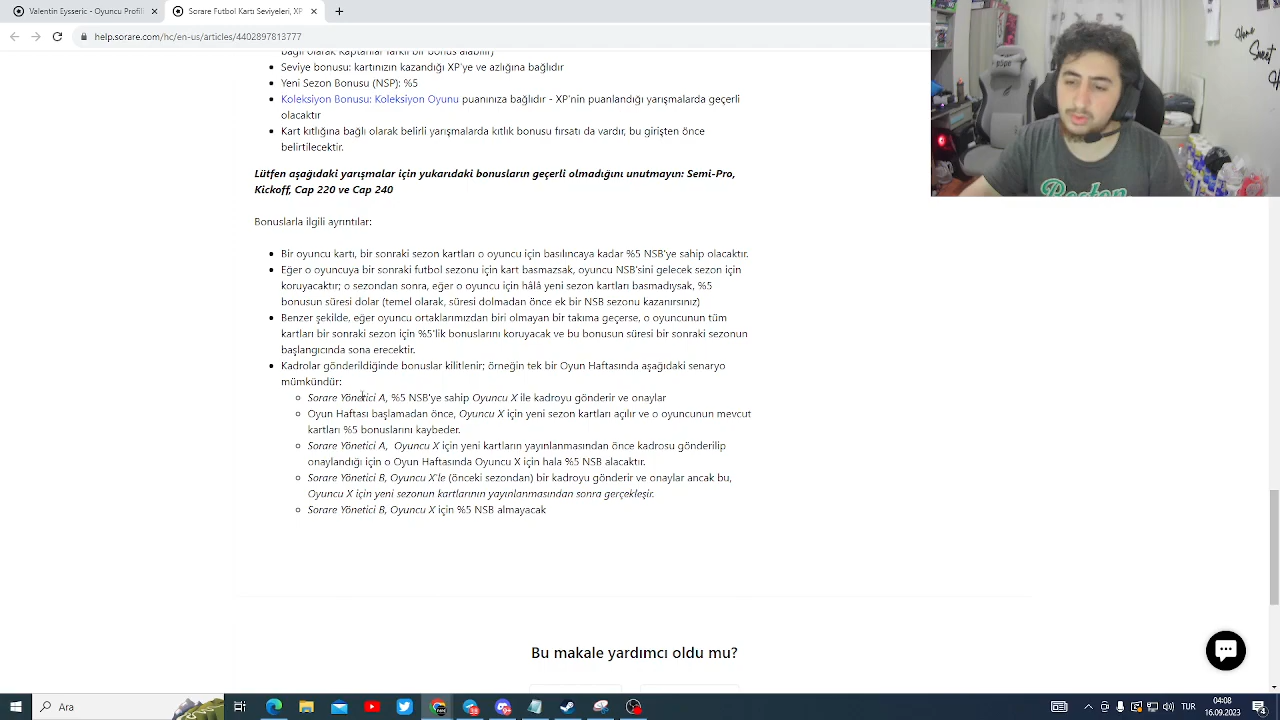 Valentin Eysseric - Oyuncu Profili
Sorare Futbol Kartı Seviyeleri, XP
help.sorare.com/hc/en-us/articles/4402897813777
bağlı olarak Kaptanlar farklı bir bonus alabilir)
Seviye bonusu: kartınızın kazandığı XP'ye ve azlığına bağlıdır
Yeni Sezon Bonusu (NSP): %5
Koleksiyon Bonusu: Koleksiyon Oyunu puanınıza bağlıdır - XP'nin puanlandığı yarışmalarda geçerli
olacaktır
Kart kıtlığına bağlı olarak belirli yarışmalarda kıtlık bonusu fırsatı da vardır, bu girişten önce
belirtilecektir.
Lütfen aşağıdaki yarışmalar için yukarıdaki bonusların geçerli olmadığını unutmayın: Semi-Pro,
Kickoff, Cap 220 ve Cap 240
Bonuslarla ilgili ayrıntılar:
Bir oyuncu kartı, bir sonraki sezon kartları o oyuncu için basılıncaya kadar %5 NSB'ye sahip olacaktır.
Eğer o oyuncuya bir sonraki futbol sezonu için kart basmazsak, oyuncu NSB'sini gelecek sezon için
koruyacaktır; o sezondan sonra, eğer o oyuncu için hâlâ yeni sezon kartları basmadıysak, %5
bonusun süresi dolar (temel olarak, süresi dolmadan önce ek bir NSB sezonu kazanırsınız)
Benzer şekilde, eğer oyuncu ortaklarımızdan biri olmayan bir takıma geçerse, o oyuncunun tüm
kartları bir sonraki sezon için %5'lik bonuslarını koruyacak ve bu bonusun süresi bir sonraki sezonun
başlangıcında sona erecektir.
Kadrolar gönderildiğinde bonuslar kilitlenir; örneğin tek bir Oyun Haftasında aşağıdaki senaryo
mümkündür:
Sorare Yönetici A, %5 NSB'ye sahip Oyuncu X ile kadroyu gönderir ve onaylar
Oyun Haftası başlamadan önce, Oyuncu X için yeni sezon kartları açılır ve o oyuncunun mevcut
kartları %5 bonuslarını kaybeder.
Sorare Yönetici A, Oyuncu X için yeni kartların yayınlanmasından önce kadrosu gönderilip
onaylandığı için o Oyun Haftasında Oyuncu X için hala %5 NSB alacaktır.
Sorare Yönetici B, Oyuncu X'le (önceki sezondan) bir kadroyu gönderir ve onaylar ancak bu,
Oyuncu X için yeni sezonun kartlarının yayınlanmasından sonra gerçekleşir.
Sorare Yönetici B, Oyuncu X için %5 NSB almayacak
Bu makale yardımcı oldu mu?
Home
Sweet
Boston
Ara
TUR
04:08
16.09.2023